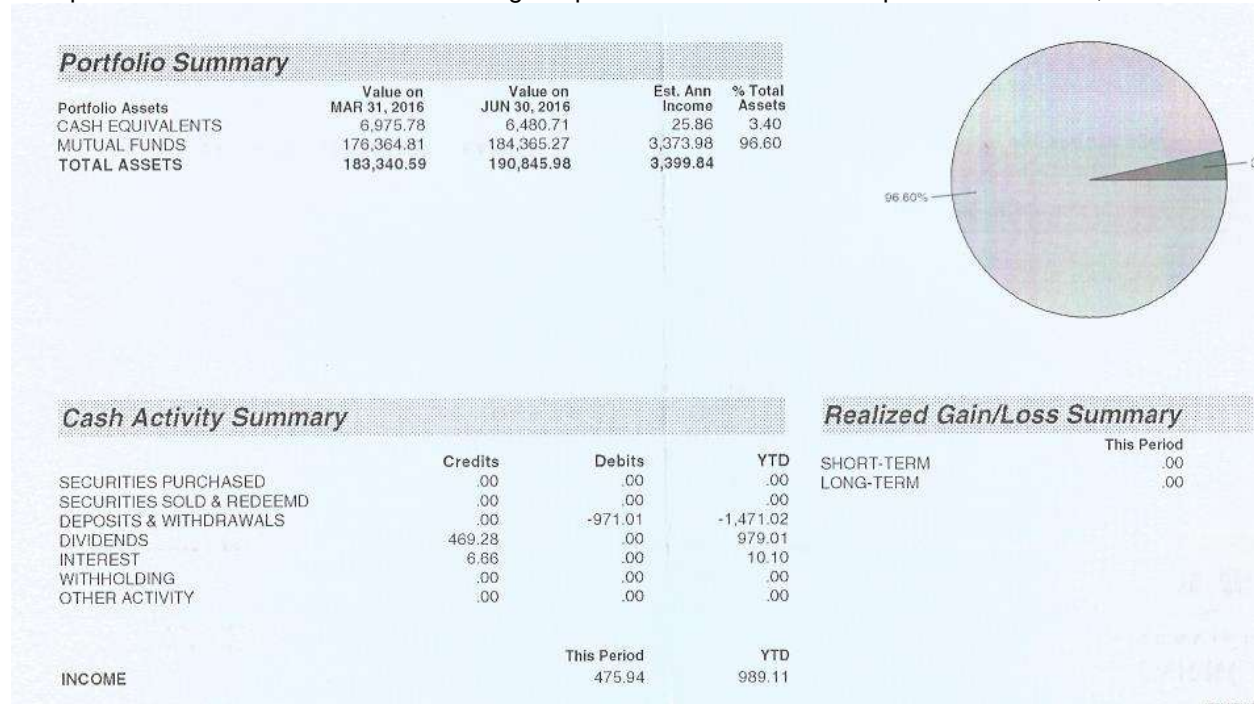 Portfolio Summary
Value on Value on Est. Ann % Total
Portfolio Assets MAR 31, 2016 JUN 30, 2016 Income Assets
CASH EQUIVALENTS 6,975.78 6,480.71 25.86 3.40
MUTUAL FUNDS 176,364.81 184,365.27 3,373.98 96.60
TOTAL ASSETS 183,340.59 190,845.98 3,399.84
96.60%
Cash Activity Summary
Credits Debits YTD
SECURITIES PURCHASED .00 .00 .00
SECURITIES SOLD & REDEEMD .00 .00 .00
DEPOSITS & WITHDRAWALS .00 -971.01 -1,471.02
DIVIDENDS 469.28 .00 979.01
INTEREST 6.66 .00 10.10
WITHHOLDING .00 .00 .00
OTHER ACTIVITY .00 .00 .00
This Period YTD
INCOME 475.94 989.11
Realized Gain/Loss Summary
This Period
SHORT-TERM .00
LONG-TERM .00